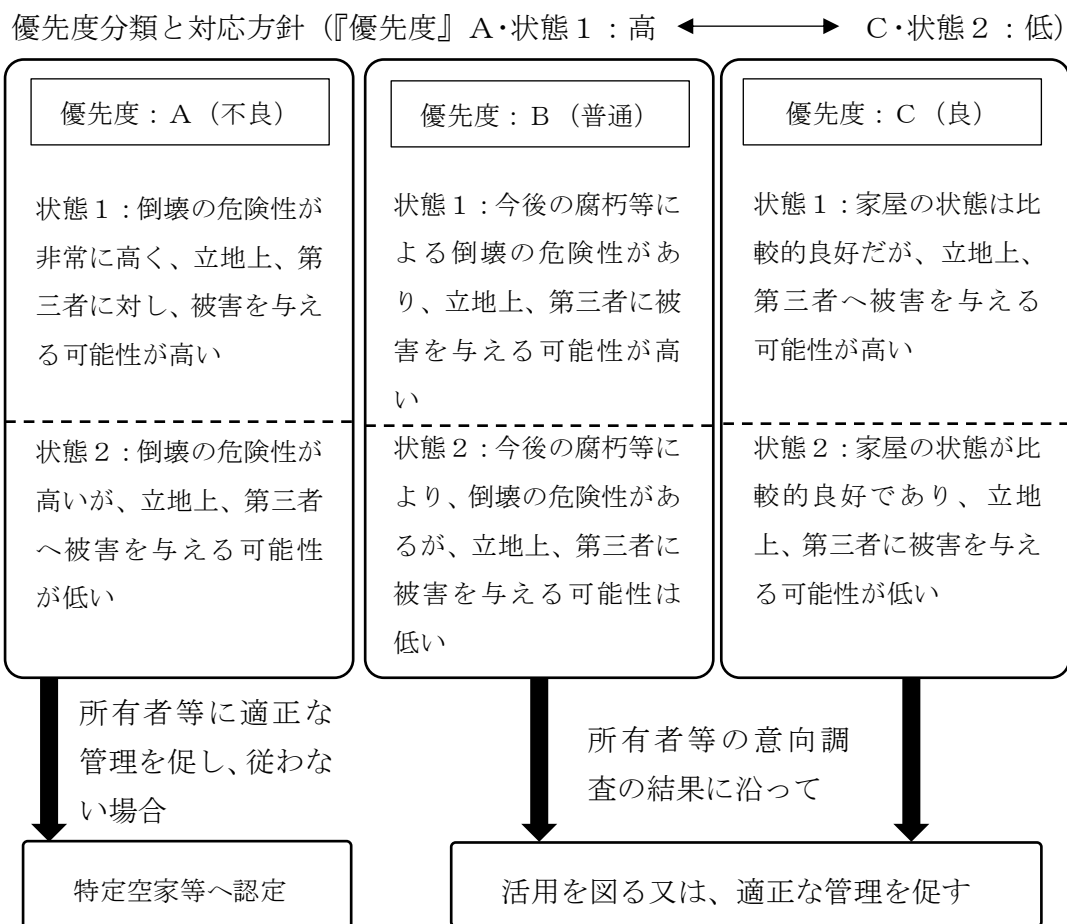 優先度分類と対応方針（『優先度』A・状態１：高 ⟷ C・状態２：低）
優先度：A（不良）
状態１：倒壊の危険性が
非常に高く、立地上、第
三者に対し、被害を与え
る可能性が高い
状態２：倒壊の危険性が
高いが、立地上、第三者
へ被害を与える可能性
が低い
優先度：B（普通）
状態１：今後の腐朽等に
よる倒壊の危険性があ
り、立地上、第三者に被
害を与える可能性が高
い
状態２：今後の腐朽等に
より、倒壊の危険性があ
るが、立地上、第三者に
被害を与える可能性は
低い
優先度：C（良）
状態１：家屋の状態は比
較的良好だが、立地上、
第三者へ被害を与える
可能性が高い
状態２：家屋の状態が比
較的良好であり、立地
上、第三者に被害を与え
る可能性が低い
所有者等に適正な
管理を促し、従わな
い場合
所有者等の意向調
査の結果に沿って
特定空家等へ認定
活用を図る又は、適正な管理を促す